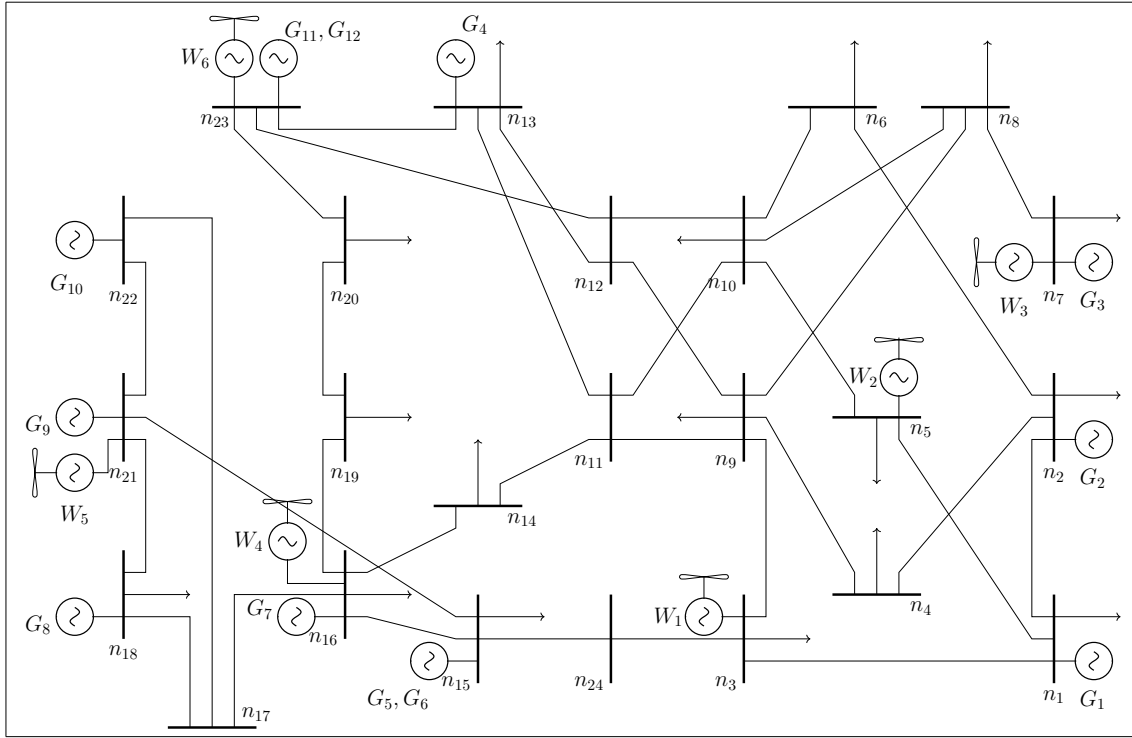 G₁₁, G₁₂
G₄
W₆
n₂₃
n₁₃
n₆
n₈
G₁₀
n₂₂
n₂₀
n₁₂
n₁₀
W₃
n₇
G₃
W₂
G₉
n₅
n₂₁
n₁₉
n₁₁
n₉
n₂
G₂
W₅
n₁₄
W₄
G₈
G₇
W₁
n₄
n₁₈
n₁₆
n₁₅
G₅, G₆
n₂₄
n₃
n₁
G₁
n₁₇